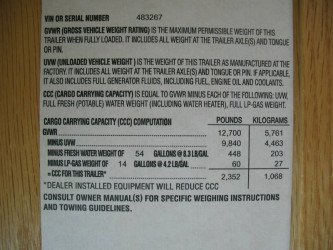 VIN OR SERIAL NUMBER 483267
GVWR (GROSS VEHICLE WEIGHT RATING) IS THE MAXIMUM PERMISSIBLE WEIGHT OF THIS
TRAILER WHEN FULLY LOADED. IT INCLUDES ALL WEIGHT AT THE TRAILER AXLE(S) AND TONGUE
OR PIN.
UVW (UNLOADED VEHICLE WEIGHT) IS THE WEIGHT OF THIS TRAILER AS MANUFACTURED AT THE
FACTORY. IT INCLUDES ALL WEIGHT AT TRAILER AXLE(S) AND TONGUE OR PIN. IF APPLICABLE,
IT ALSO INCLUDES FULL GENERATOR FLUIDS, INCLUDING FUEL, ENGINE OIL AND COOLANTS.
CCC (CARGO CARRYING CAPACITY) IS EQUAL TO GVWR MINUS EACH OF THE FOLLOWING: UVW,
FULL FRESH (POTABLE) WATER WEIGHT (INCLUDING WATER HEATER), FULL LP-GAS WEIGHT.
CARGO CARRYING CAPACITY (CCC) COMPUTATION POUNDS KILOGRAMS
GVWR 12,700 5,761
MINUS UVW 9,840 4,463
MINUS FRESH WATER WEIGHT OF 54 GALLONS @ 8.3 LB/GAL 448 203
MINUS LP-GAS WEIGHT OF 14 GALLONS @ 4.2 LB/GAL 60 27
=CCC FOR THIS TRAILER* 2,352 1,068
*DEALER INSTALLED EQUIPMENT WILL REDUCE CCC
CONSULT OWNER MANUAL(S) FOR SPECIFIC WEIGHING INSTRUCTIONS
AND TOWING GUIDELINES.